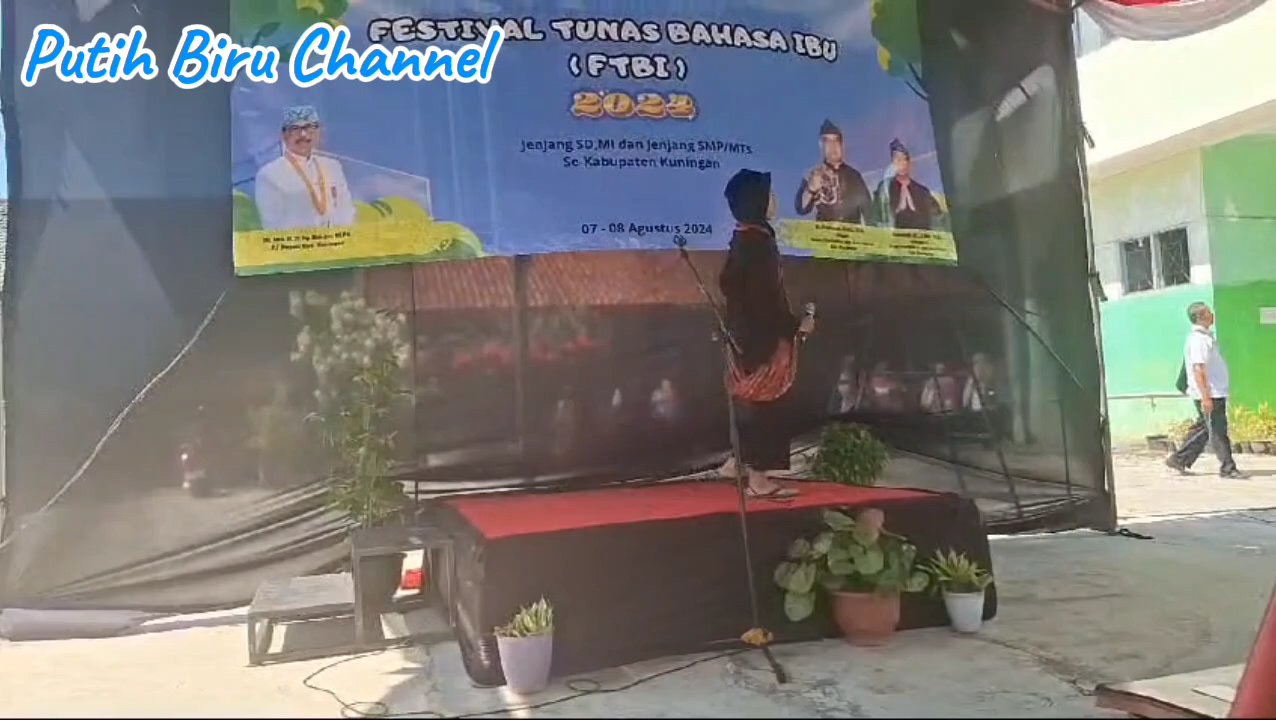 Putih Biru Channel
FESTIVAL TUNAS BAHASA IBU
( FTBI )
2024
Jenjang SD,MI dan Jenjang SMP/MTs
Se-Kabupaten Kuningan
07 - 08 Agustus 2024